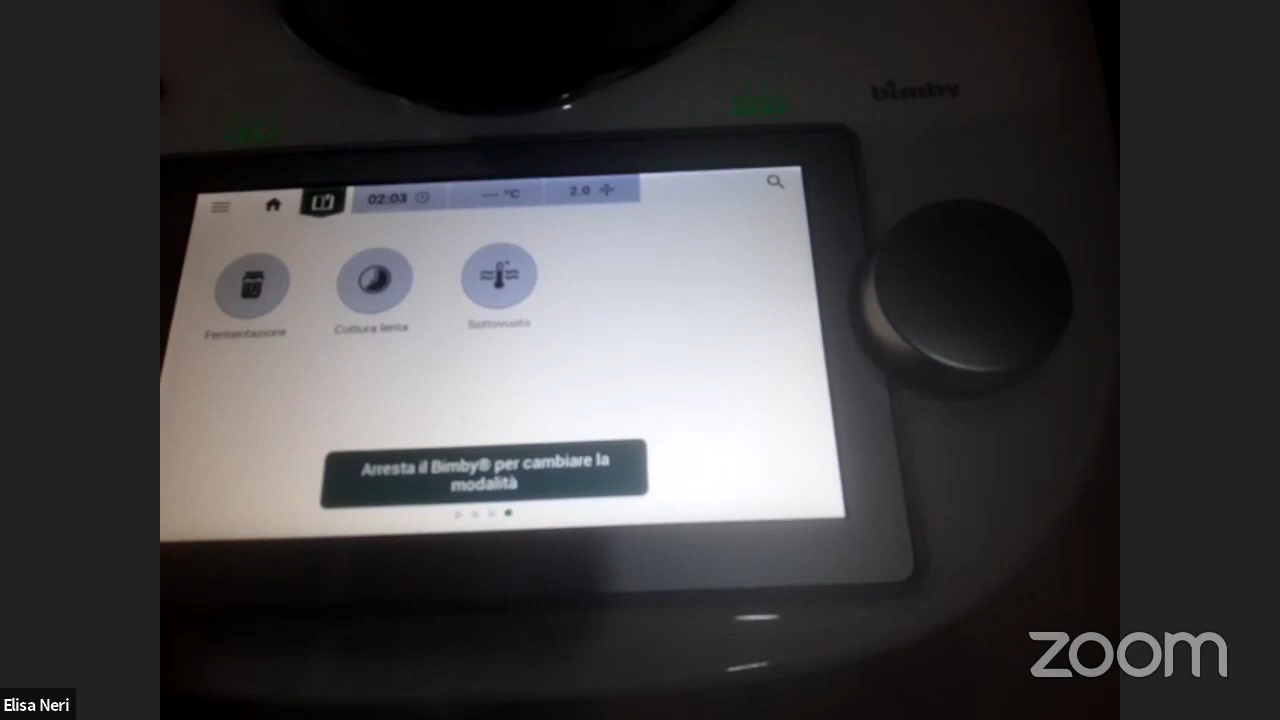 bimby
02:03
--- °C
2.0
Fermentazione
Cottura lenta
Sottovuoto
Arresta il Bimby® per cambiare la
modalità
zoom
Elisa Neri